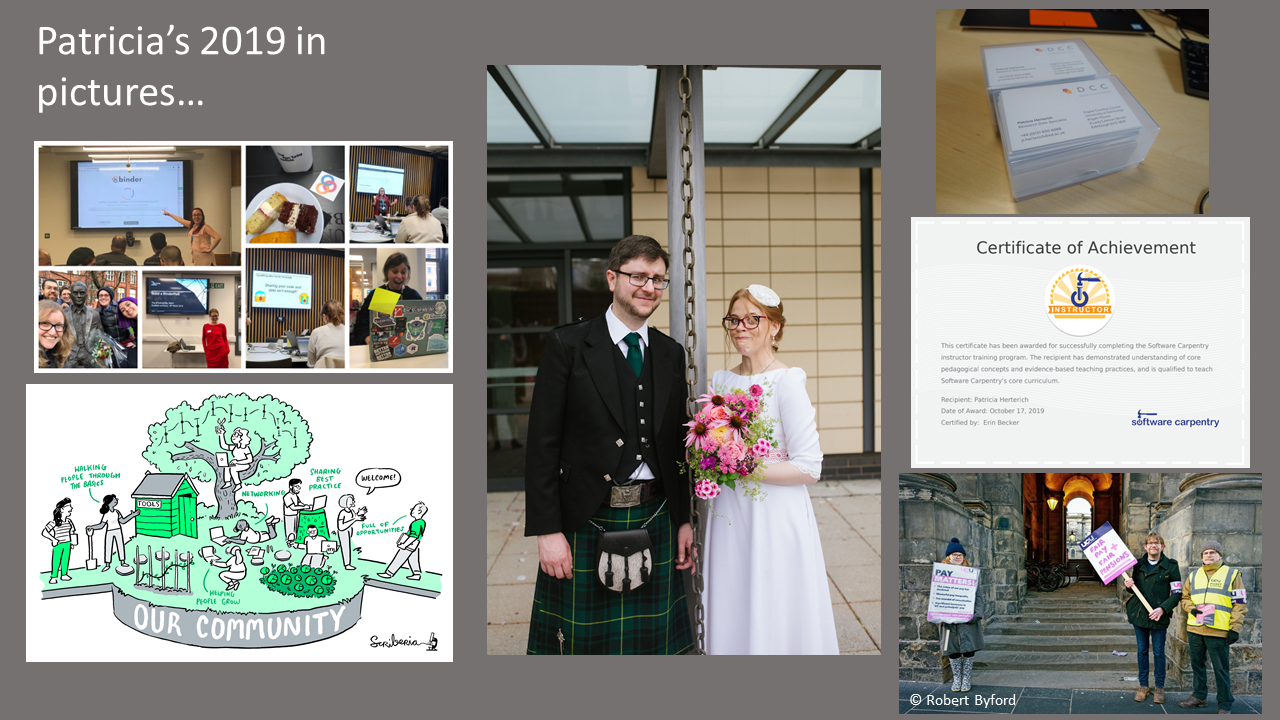 Patricia's 2019 in
pictures...
binder
WALKING
PEOPLE THROUGH
THE BASICS
TOOLS
NETWORKING
SHARING
BEST
PRACTICE
WELCOME!
FULL OF
OPPORTUNITIES
HELPING
PEOPLE GROW
OUR COMMUNITY
Scriberia
DCC
DCC
Patricia Herterich
Certificate of Achievement
INSTRUCTOR
This certificate has been awarded for successfully completing the Software Carpentry
instructor training program. The recipient has demonstrated understanding of core
pedagogical concepts and evidence-based teaching practices, and is qualified to teach
Software Carpentry's core curriculum.
Recipient: Patricia Herterich
Date of Award: October 17, 2019
Certified by: Erin Becker
software carpentry
PAY
MATTERS!
UCU
FAIR
PAY
FAIR +
PENSIONS
© Robert Byford